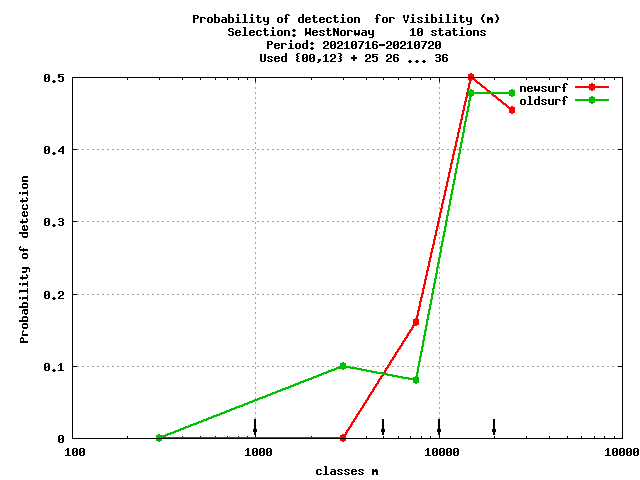 Probability of detection  for Visibility (m)
Selection: WestNorway     10 stations
Period: 20210716-20210720
Used {00,12} + 25 26 ... 36
newsurf
oldsurf
0.5
0.4
0.3
0.2
0.1
0
Probability of detection
100
1000
10000
10000
classes m